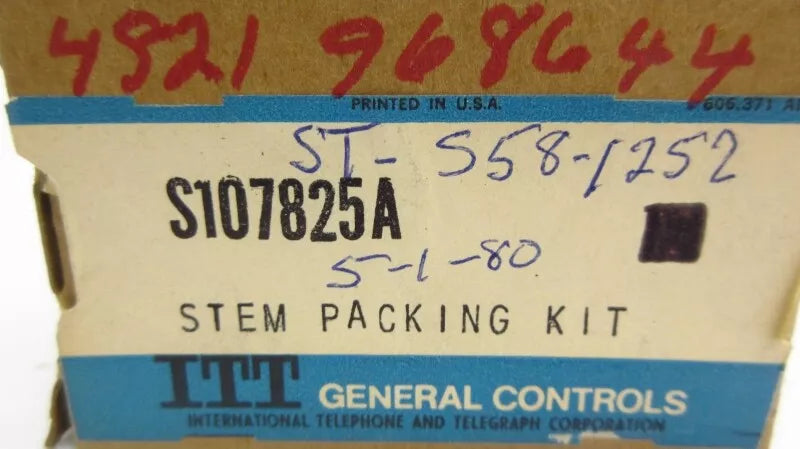 4821 968644
PRINTED IN U.S.A. 606.371
ST- S58-1252
S107825A
5-1-80
STEM PACKING KIT
ITT GENERAL CONTROLS
INTERNATIONAL TELEPHONE AND TELEGRAPH CORPORATION